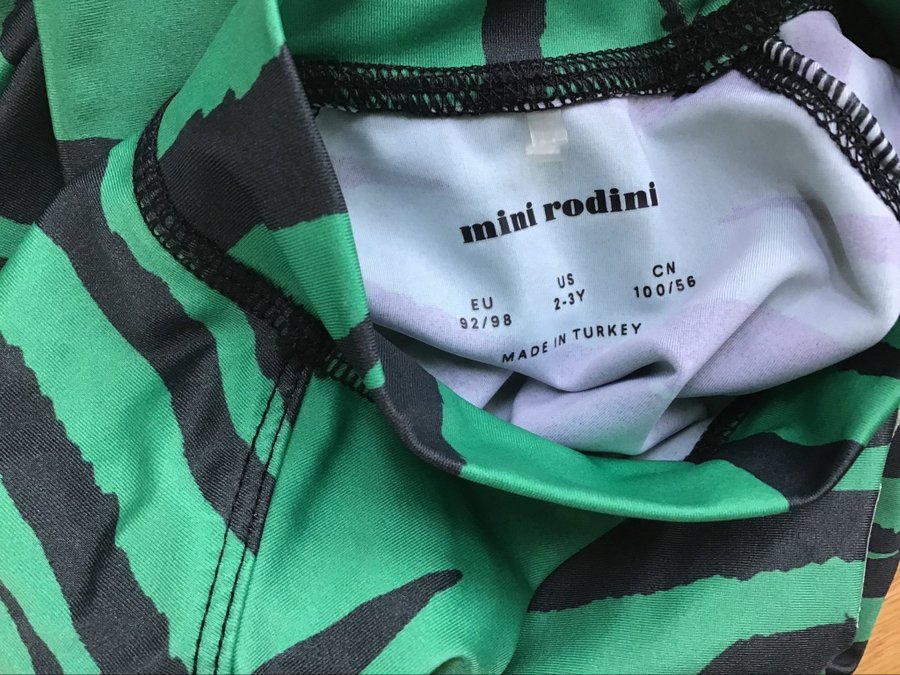 mini rodini
EU
92/98
US
2-3Y
CN
100/56
MADE IN TURKEY